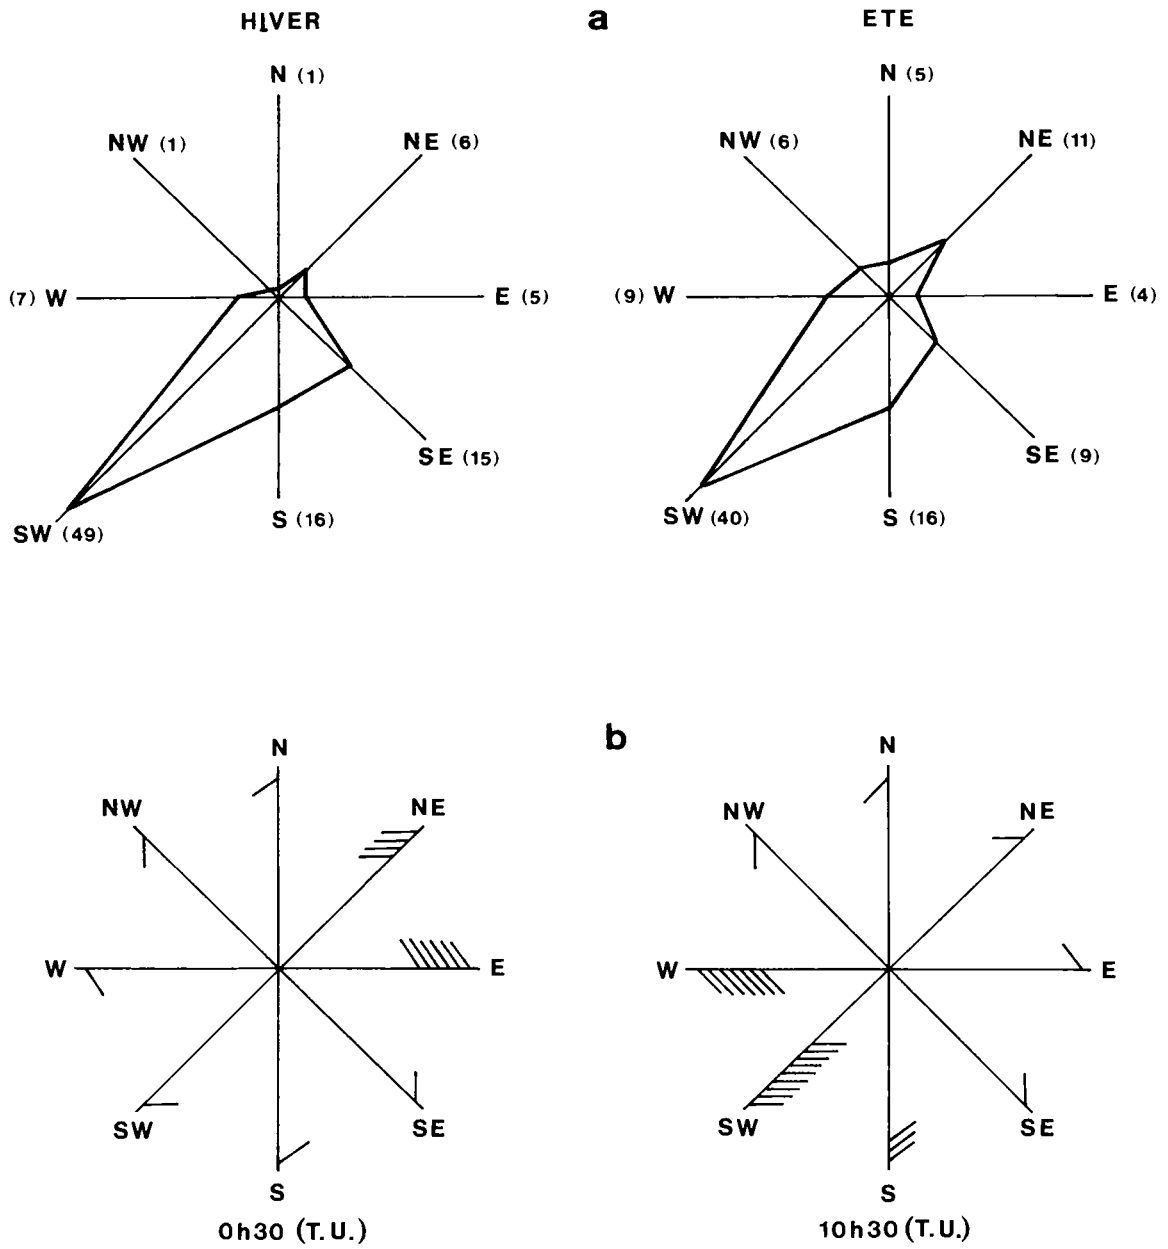 HIVER
a
ETE
N (1)
N (5)
NW (1)
NE (6)
NW (6)
NE (11)
(7) W
E (5)
(9) W
E (4)
SE (15)
SE (9)
SW (49)
S (16)
SW (40)
S (16)
b
N
N
NW
NE
NW
NE
W
E
W
E
SW
SE
SW
SE
S
S
0h30 (T.U.)
10h30 (T.U.)